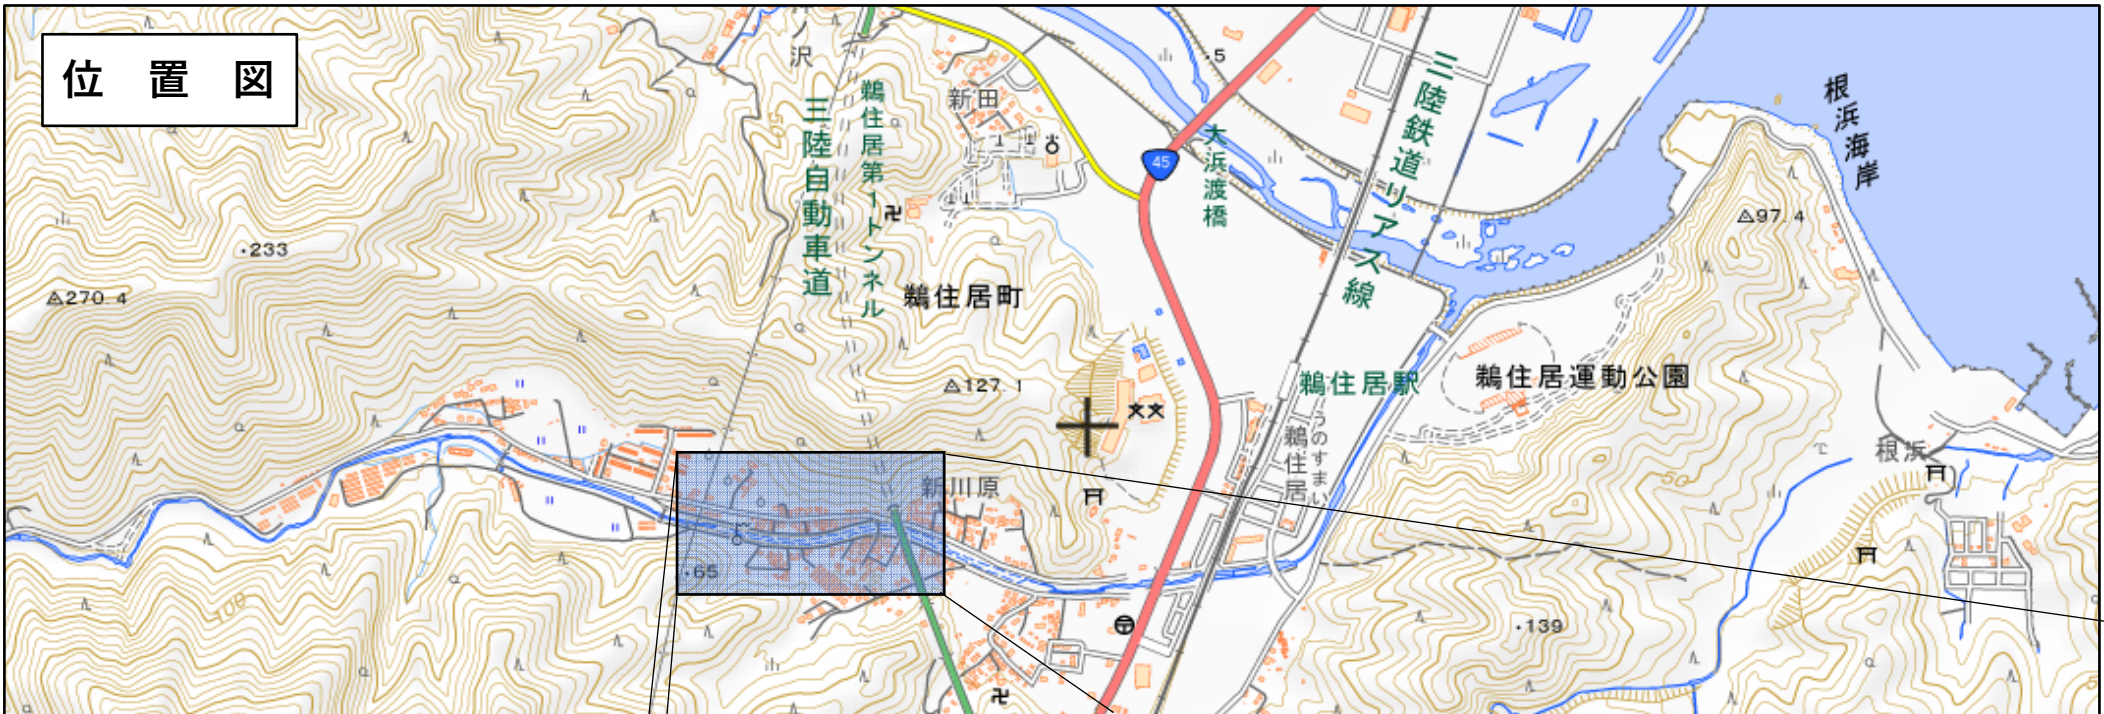 位置図
ノ沢
新田
鵜住居第1トンネル
三陸自動車道
5
45
大浜渡橋
三陸鉄道リアス線
根浜海岸
97.4
233
270.4
鵜住居町
127.1
鵜住居駅
鵜住居運動公園
うのすまい
鵜住居
根浜
新川原
65
100
139